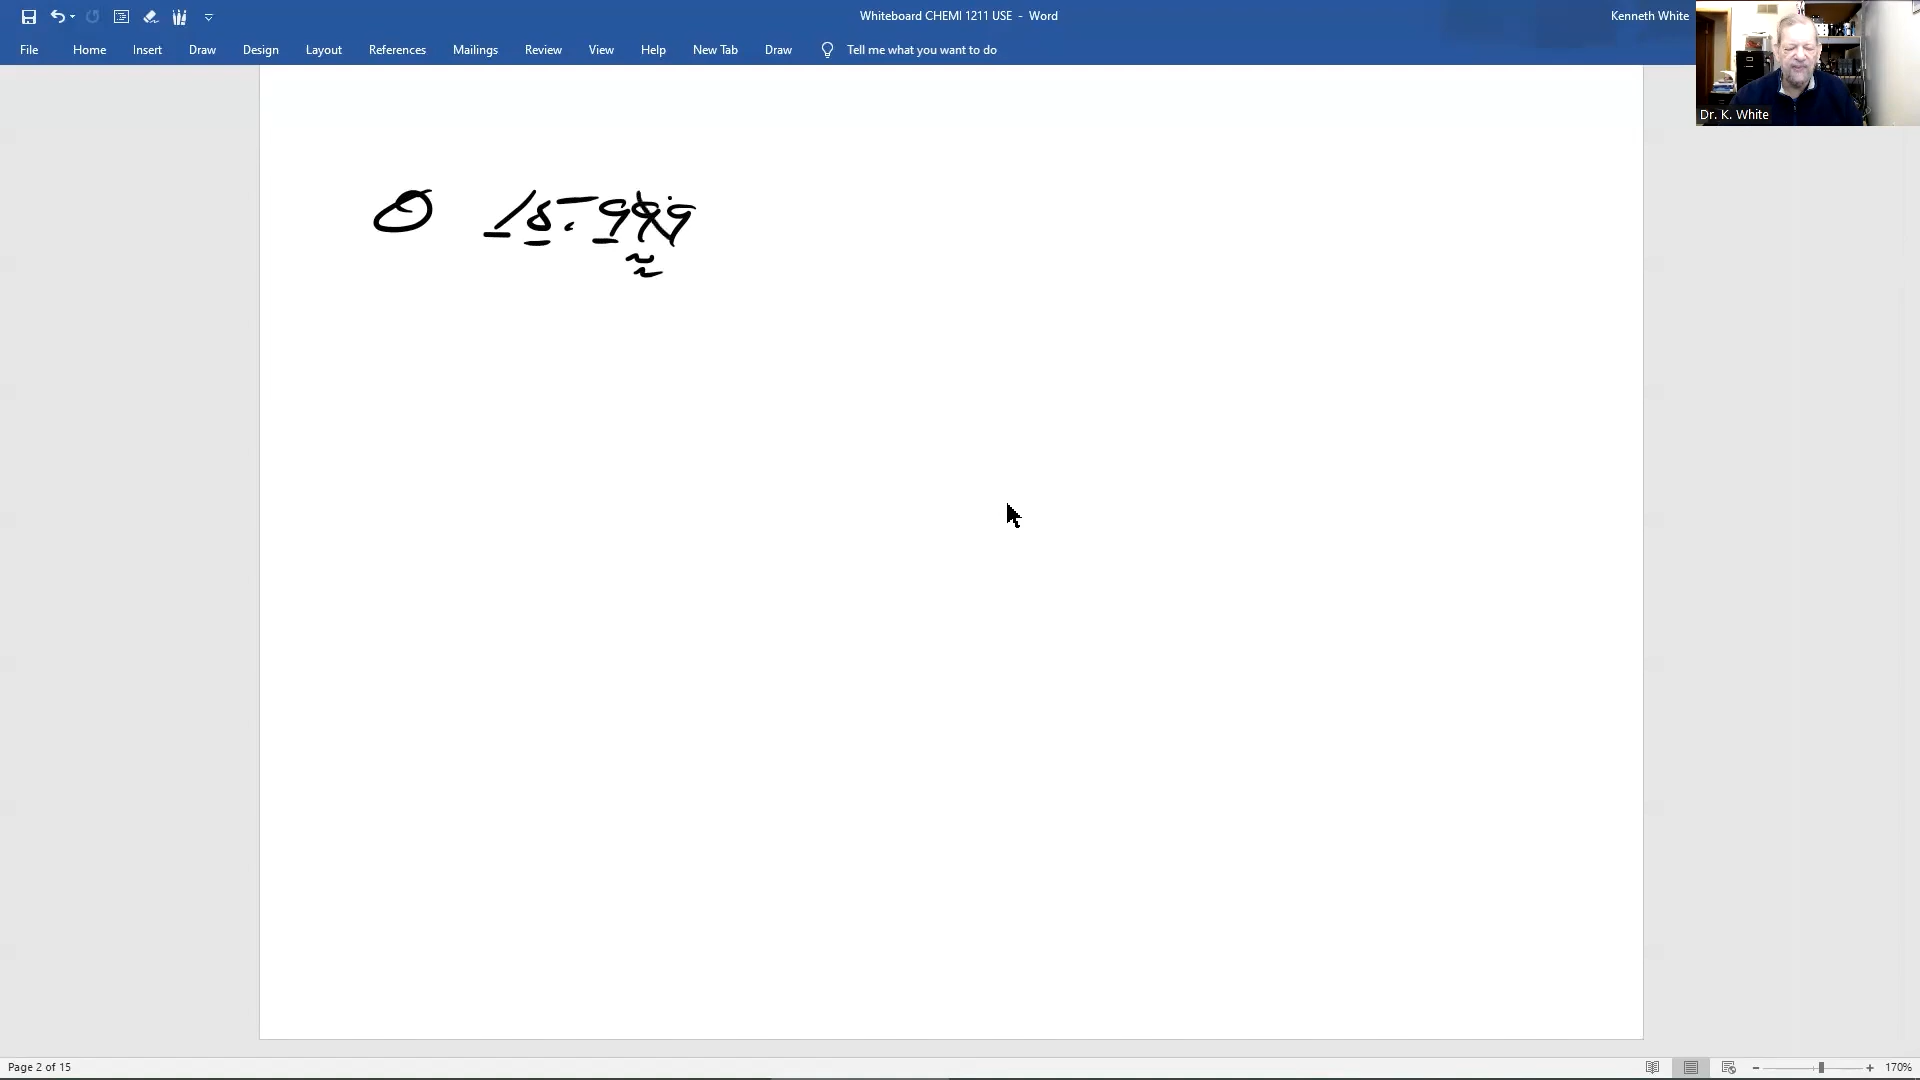 Whiteboard CHEMI 1211 USE - Word
Kenneth White
File Home Insert Draw Design Layout References Mailings Review View Help New Tab Draw Tell me what you want to do
Dr. K. White
O 15.999
≈
Page 2 of 15
170%